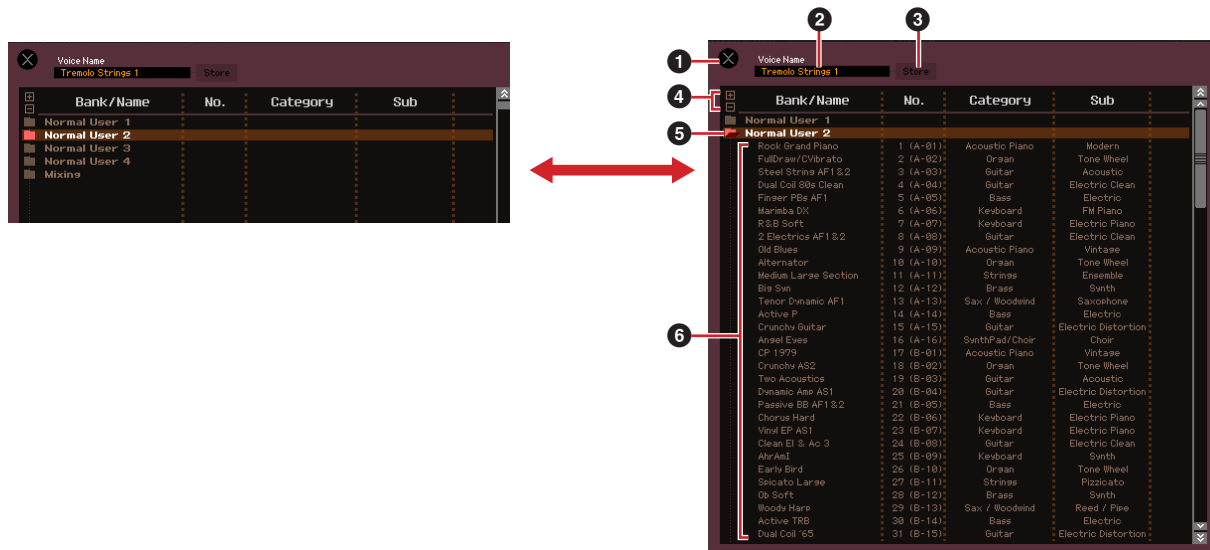 Voice Name
Tremolo Strings 1 Store
Bank/Name No. Category Sub
Normal User 1
Normal User 2
Normal User 3
Normal User 4
Mixing
2 3
1 Voice Name
Tremolo Strings 1 Store
4 Bank/Name No. Category Sub
Normal User 1
5 Normal User 2
Rock Grand Piano 1 (A-01) Acoustic Piano Modern
FullDraw/CVibrato 2 (A-02) Organ Tone Wheel
Steel String AF1&2 3 (A-03) Guitar Acoustic
Dual Coil 80s Clean 4 (A-04) Guitar Electric Clean
Finger PBs AF1 5 (A-05) Bass Electric
Marimba DX 6 (A-06) Keyboard FM Piano
R&B Soft 7 (A-07) Keyboard Electric Piano
2 Electrics AF1&2 8 (A-08) Guitar Electric Clean
Old Blues 9 (A-09) Acoustic Piano Vintage
Alternator 10 (A-10) Organ Tone Wheel
Medium Large Section 11 (A-11) Strings Ensemble
Big Syn 12 (A-12) Brass Synth
Tenor Dynamic AF1 13 (A-13) Sax / Woodwind Saxophone
Active P 14 (A-14) Bass Electric
Crunchy Guitar 15 (A-15) Guitar Electric Distortion
6 Angel Eyes 16 (A-16) SynthPad/Choir Choir
CP 1979 17 (B-01) Acoustic Piano Vintage
Crunchy AS2 18 (B-02) Organ Tone Wheel
Two Acoustics 19 (B-03) Guitar Acoustic
Dynamic Amp AS1 20 (B-04) Guitar Electric Distortion
Passive BB AF1&2 21 (B-05) Bass Electric
Chorus Hard 22 (B-06) Keyboard Electric Piano
Vinyl EP AS1 23 (B-07) Keyboard Electric Piano
Clean El & Ac 3 24 (B-08) Guitar Electric Clean
AhrAmI 25 (B-09) Keyboard Synth
Early Bird 26 (B-10) Organ Tone Wheel
Spicato Large 27 (B-11) Strings Pizzicato
Ob Soft 28 (B-12) Brass Synth
Woody Harp 29 (B-13) Sax / Woodwind Reed / Pipe
Active TRB 30 (B-14) Bass Electric
Dual Coil '65 31 (B-15) Guitar Electric Distortion